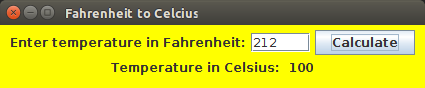 Fahrenheit to Celcius
Enter temperature in Fahrenheit: 212 Calculate
Temperature in Celsius: 100